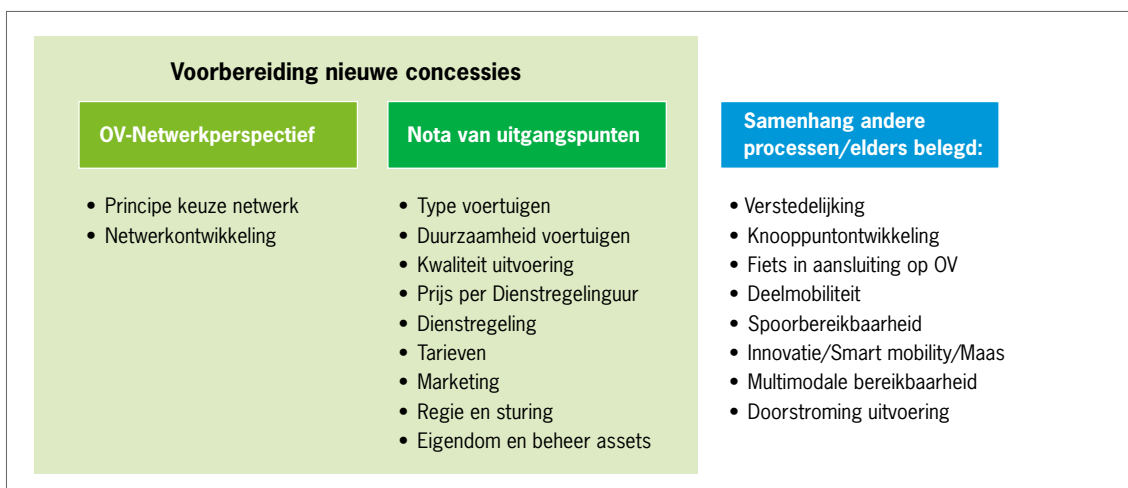 Voorbereiding nieuwe concessies
OV-Netwerkperspectief
• Principe keuze netwerk
• Netwerkontwikkeling
Nota van uitgangspunten
• Type voertuigen
• Duurzaamheid voertuigen
• Kwaliteit uitvoering
• Prijs per Dienstregelinguur
• Dienstregeling
• Tarieven
• Marketing
• Regie en sturing
• Eigendom en beheer assets
Samenhang andere
processen/elders belegd:
• Verstedelijking
• Knooppuntontwikkeling
• Fiets in aansluiting op OV
• Deelmobiliteit
• Spoorbereikbaarheid
• Innovatie/Smart mobility/Maas
• Multimodale bereikbaarheid
• Doorstroming uitvoering